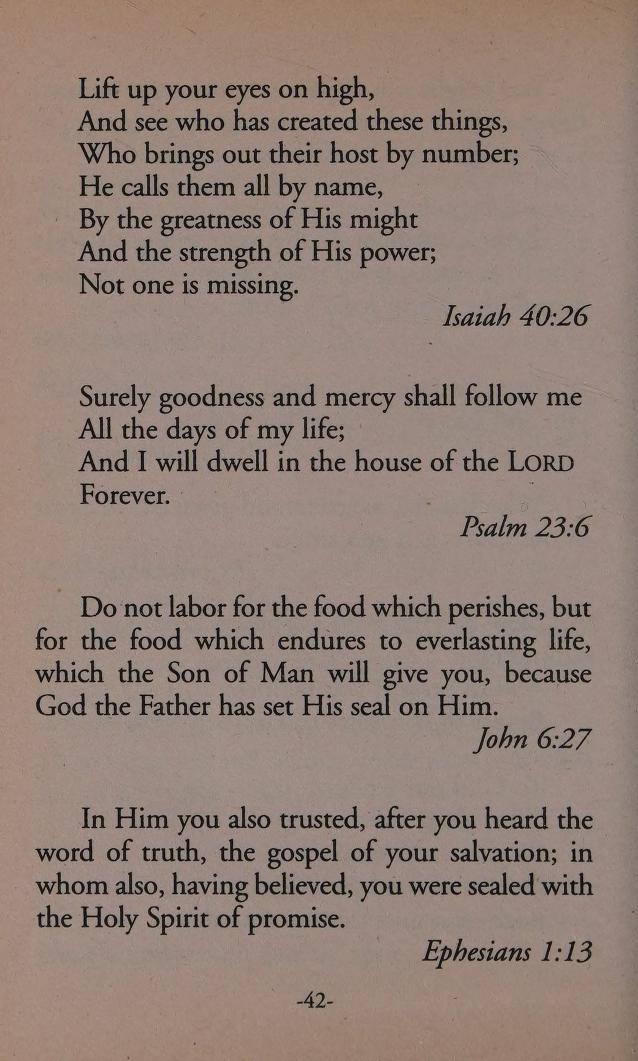 Lift up your eyes on high,
And see who has created these things,
Who brings out their host by number;
He calls them all by name,
By the greatness of His might
And the strength of His power;
Not one is missing.
Isaiah 40:26
Surely goodness and mercy shall follow me
All the days of my life;
And I will dwell in the house of the LORD
Forever.
Psalm 23:6
Do not labor for the food which perishes, but
for the food which endures to everlasting life,
which the Son of Man will give you, because
God the Father has set His seal on Him.
John 6:27
In Him you also trusted, after you heard the
word of truth, the gospel of your salvation; in
whom also, having believed, you were sealed with
the Holy Spirit of promise.
Ephesians 1:13
-42-